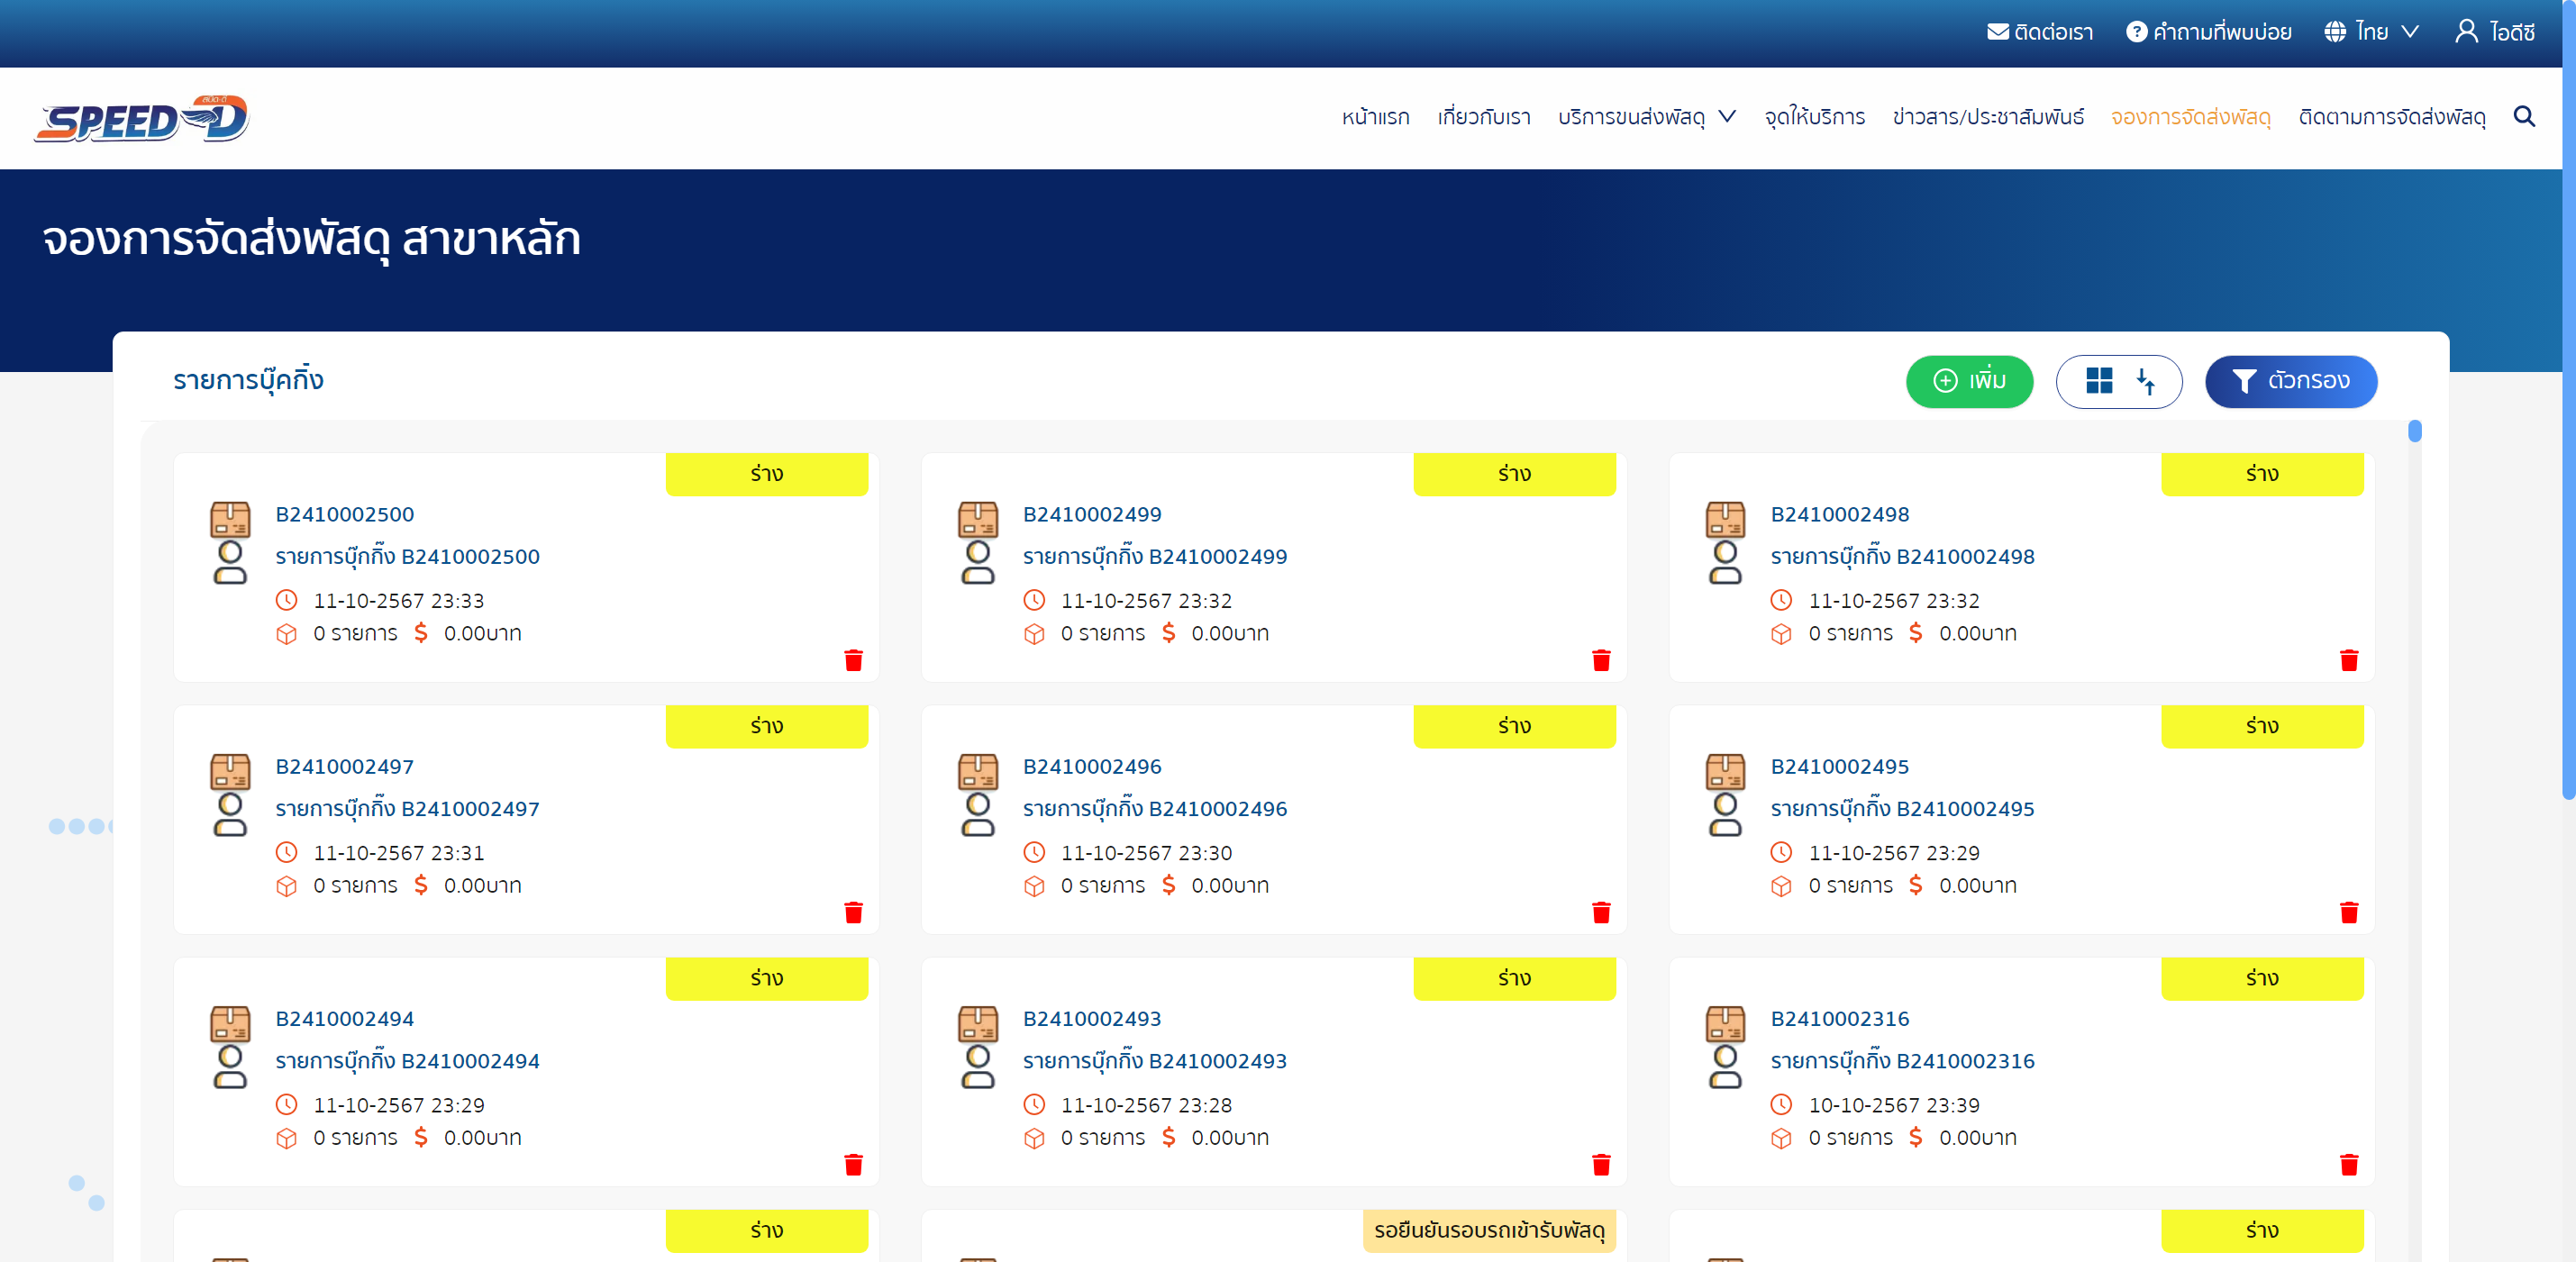 ติดต่อเรา คำถามที่พบบ่อย ไทย ไอดีซี
สปีด-ดี
SPEED-D
หน้าแรก เกี่ยวกับเรา บริการขนส่งพัสดุ จุดให้บริการ ข่าวสาร/ประชาสัมพันธ์ จองการจัดส่งพัสดุ ติดตามการจัดส่งพัสดุ
จองการจัดส่งพัสดุ สาขาหลัก
รายการบุ๊คกิ่ง เพิ่ม ตัวกรอง
ร่าง
B2410002500
รายการบุ๊กกิ๊ง B2410002500
11-10-2567 23:33
0 รายการ $ 0.00บาท
ร่าง
B2410002499
รายการบุ๊กกิ๊ง B2410002499
11-10-2567 23:32
0 รายการ $ 0.00บาท
ร่าง
B2410002498
รายการบุ๊กกิ๊ง B2410002498
11-10-2567 23:32
0 รายการ $ 0.00บาท
ร่าง
B2410002497
รายการบุ๊กกิ๊ง B2410002497
11-10-2567 23:31
0 รายการ $ 0.00บาท
ร่าง
B2410002496
รายการบุ๊กกิ๊ง B2410002496
11-10-2567 23:30
0 รายการ $ 0.00บาท
ร่าง
B2410002495
รายการบุ๊กกิ๊ง B2410002495
11-10-2567 23:29
0 รายการ $ 0.00บาท
ร่าง
B2410002494
รายการบุ๊กกิ๊ง B2410002494
11-10-2567 23:29
0 รายการ $ 0.00บาท
ร่าง
B2410002493
รายการบุ๊กกิ๊ง B2410002493
11-10-2567 23:28
0 รายการ $ 0.00บาท
ร่าง
B2410002316
รายการบุ๊กกิ๊ง B2410002316
10-10-2567 23:39
0 รายการ $ 0.00บาท
ร่าง
รอยืนยันรอบรถเข้ารับพัสดุ
ร่าง